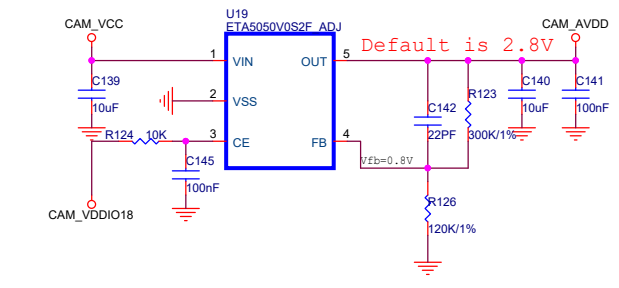 CAM_VCC
U19
ETA5050V0S2F_ADJ
CAM_AVDD
Default is 2.8V
1
VIN
OUT
5
C139
10uF
2
VSS
C142
22PF
R123
300K/1%
C140
10uF
C141
100nF
R124
10K
3
CE
FB
4
Vfb=0.8V
C145
100nF
CAM_VDDIO18
R126
120K/1%